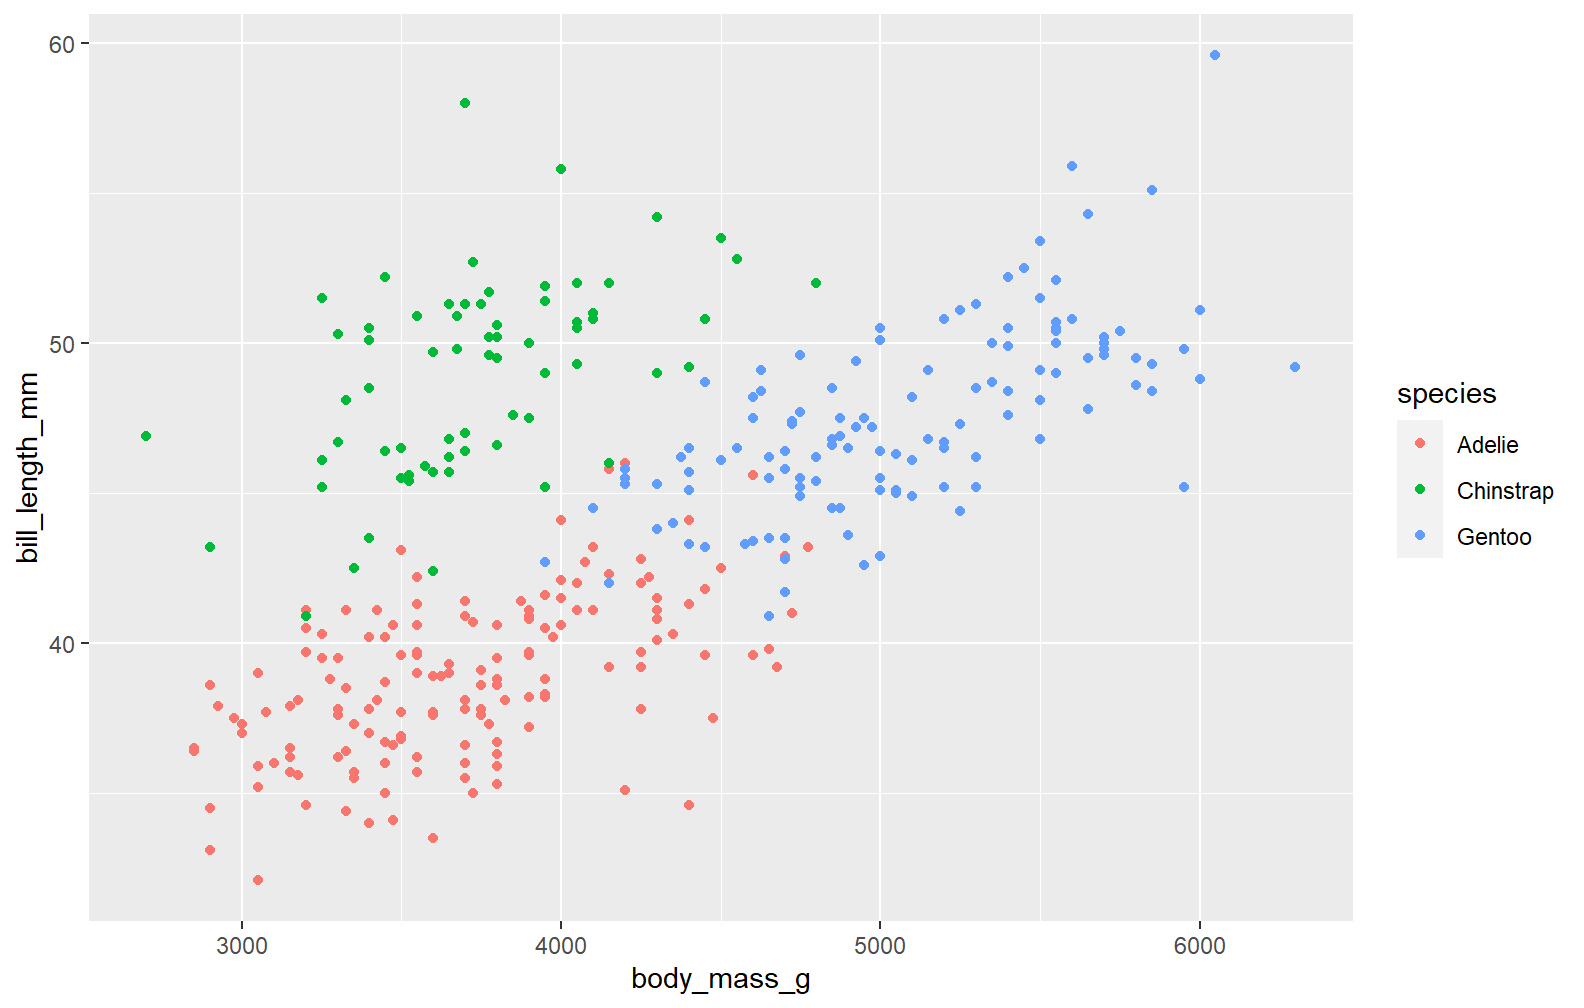 60
50
40
bill_length_mm
3000
4000
5000
6000
body_mass_g
species
Adelie
Chinstrap
Gentoo